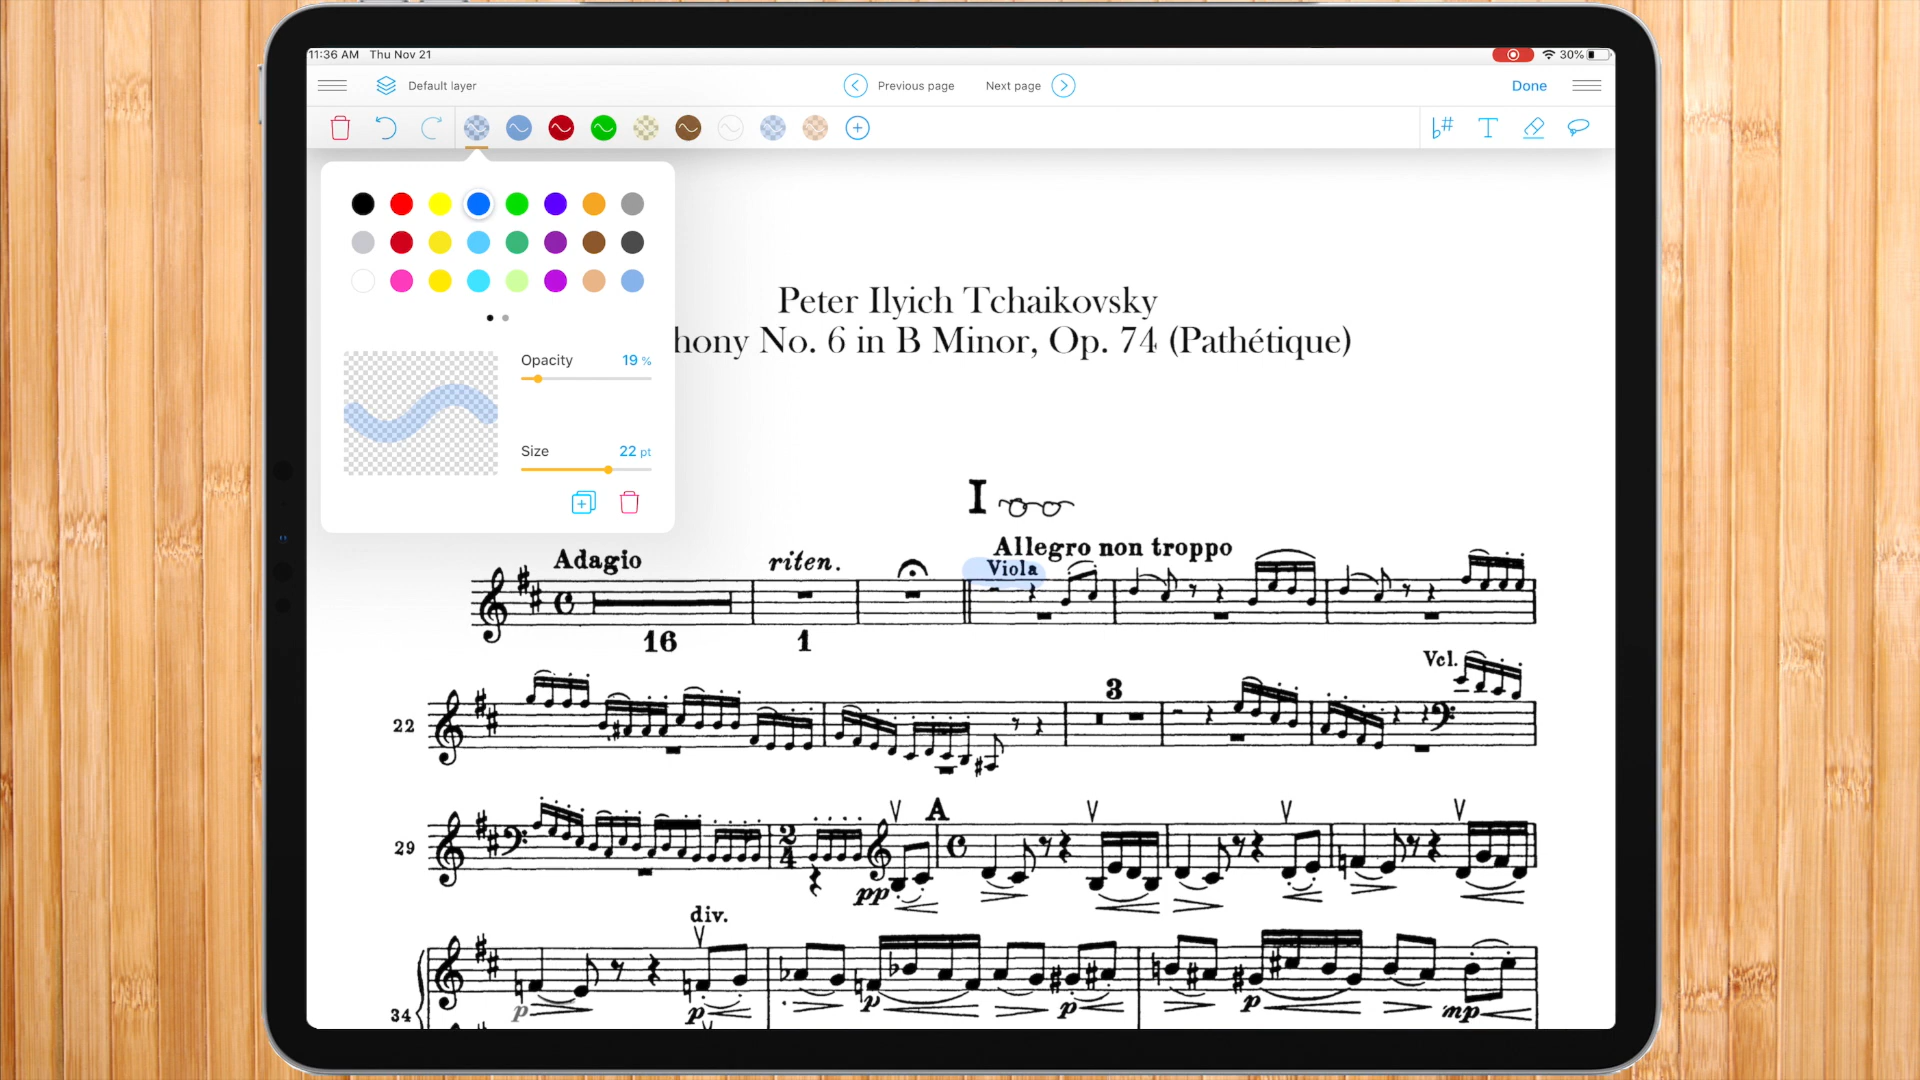 11:36 AM Thu Nov 21
30%
Default layer
Previous page
Next page
Done
b# T
Opacity 19 %
Size 22 pt
Peter Ilyich Tchaikovsky
hony No. 6 in B Minor, Op. 74 (Pathétique)
I
Adagio
riten.
Allegro non troppo
Viola
16
1
Vcl.
22
3
29
2
4
A
pp
div.
34
p
p
p
p
p
mp